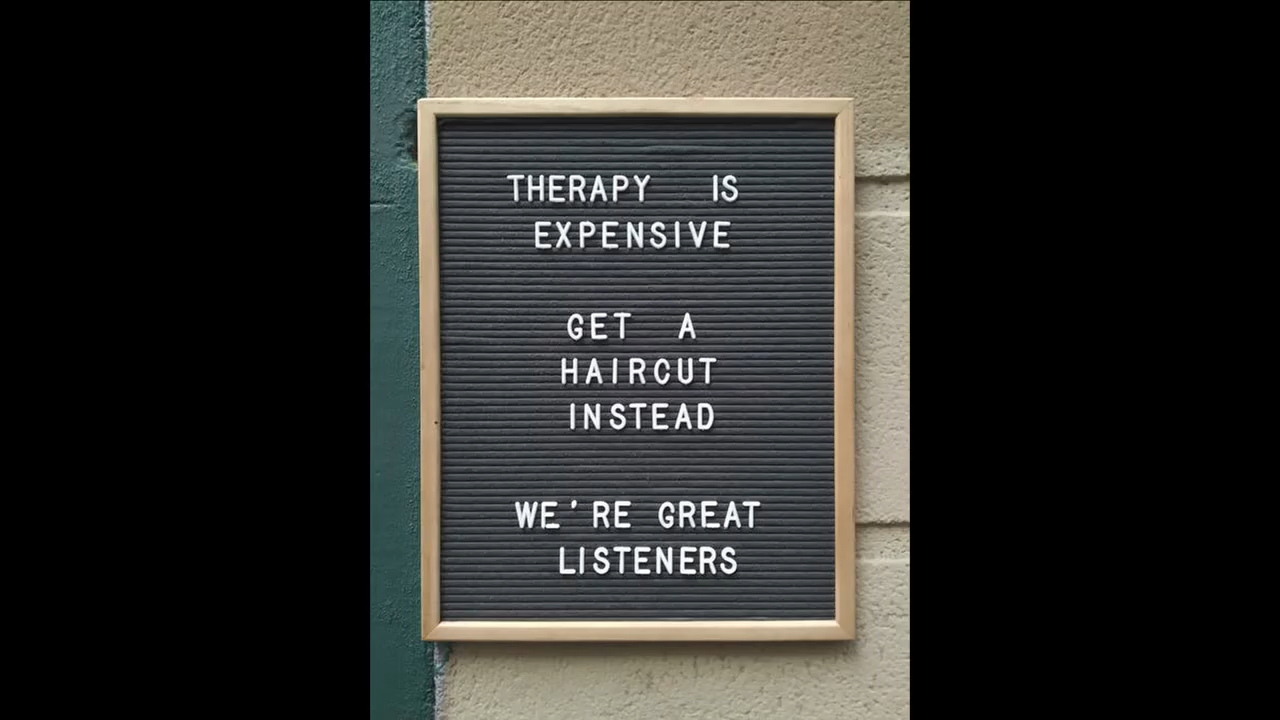 THERAPY IS
EXPENSIVE
GET A
HAIRCUT
INSTEAD
WE'RE GREAT
LISTENERS